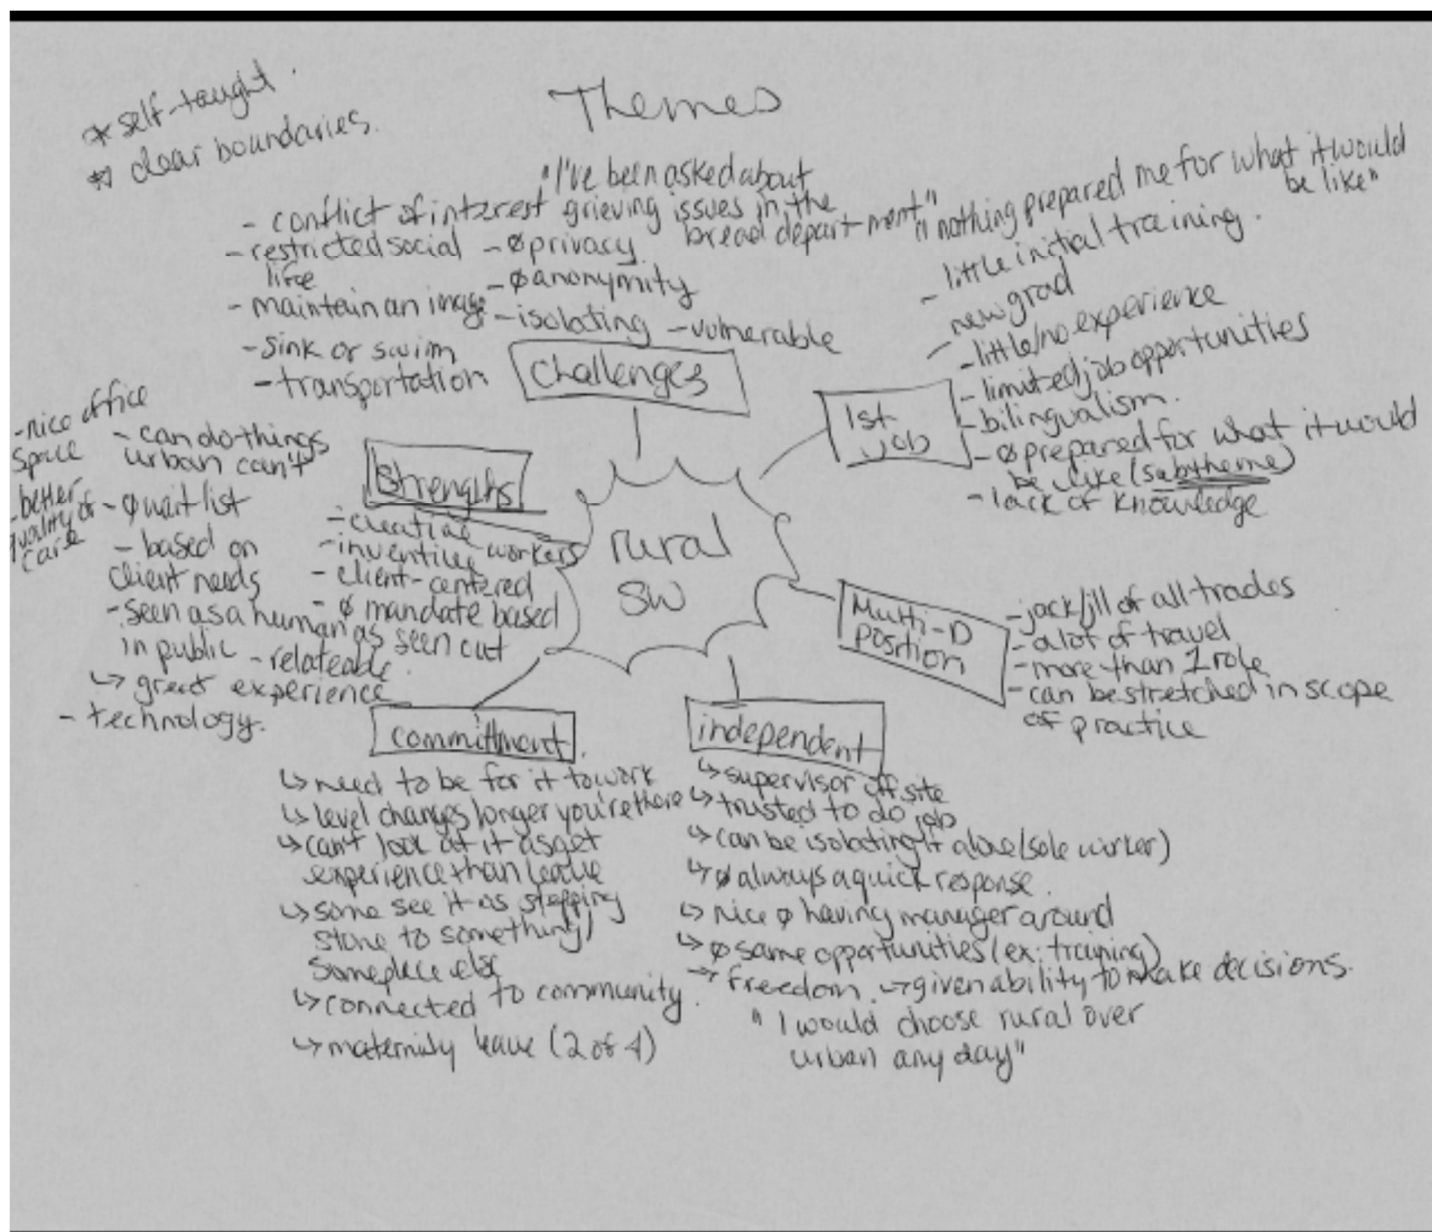 Themes
* self-taught.
* clear boundaries.
"I've been asked about
grieving issues in the
bread department"
- conflict of interest
- restricted social
life
- maintain an image
- sink or swim
- transportation
- ø privacy
- ø anonymity
- isolating - vulnerable
challenges
"nothing prepared me for what it would
be like"
- little initial training.
- new grad
- little/no experience
- limited job opportunities
- bilingualism.
- ø prepared for what it would
be like (subtheme)
- lack of knowledge
1st
job
- nice office
space
- better
quality of
care
- can do things
urban can't
- ø wait list
- based on
client needs
- seen as a human as seen out
in public - relateable
↳ great experience
- technology.
strengths
- creative
- inventive workers
- client-centered
- ø mandate based
rural
SW
Multi-D
position
- jack/jill of all trades
- a lot of travel
- more than 1 role
- can be stretched in scope
of practice
committment.
↳ need to be for it to work
↳ level changes longer you're there
↳ can't look at it as get
experience than leave
↳ some see it as stepping
stone to something/
someplace else
↳ connected to community.
↳ maternity leave (2 of 4)
independent
↳ supervisor off site
↳ trusted to do job
↳ can be isolating + alone (sole worker)
↳ ø always a quick response.
↳ nice ø having manager around
↳ ø same opportunities (ex: training)
→ freedom. → given ability to make decisions.
"I would choose rural over
urban any day"